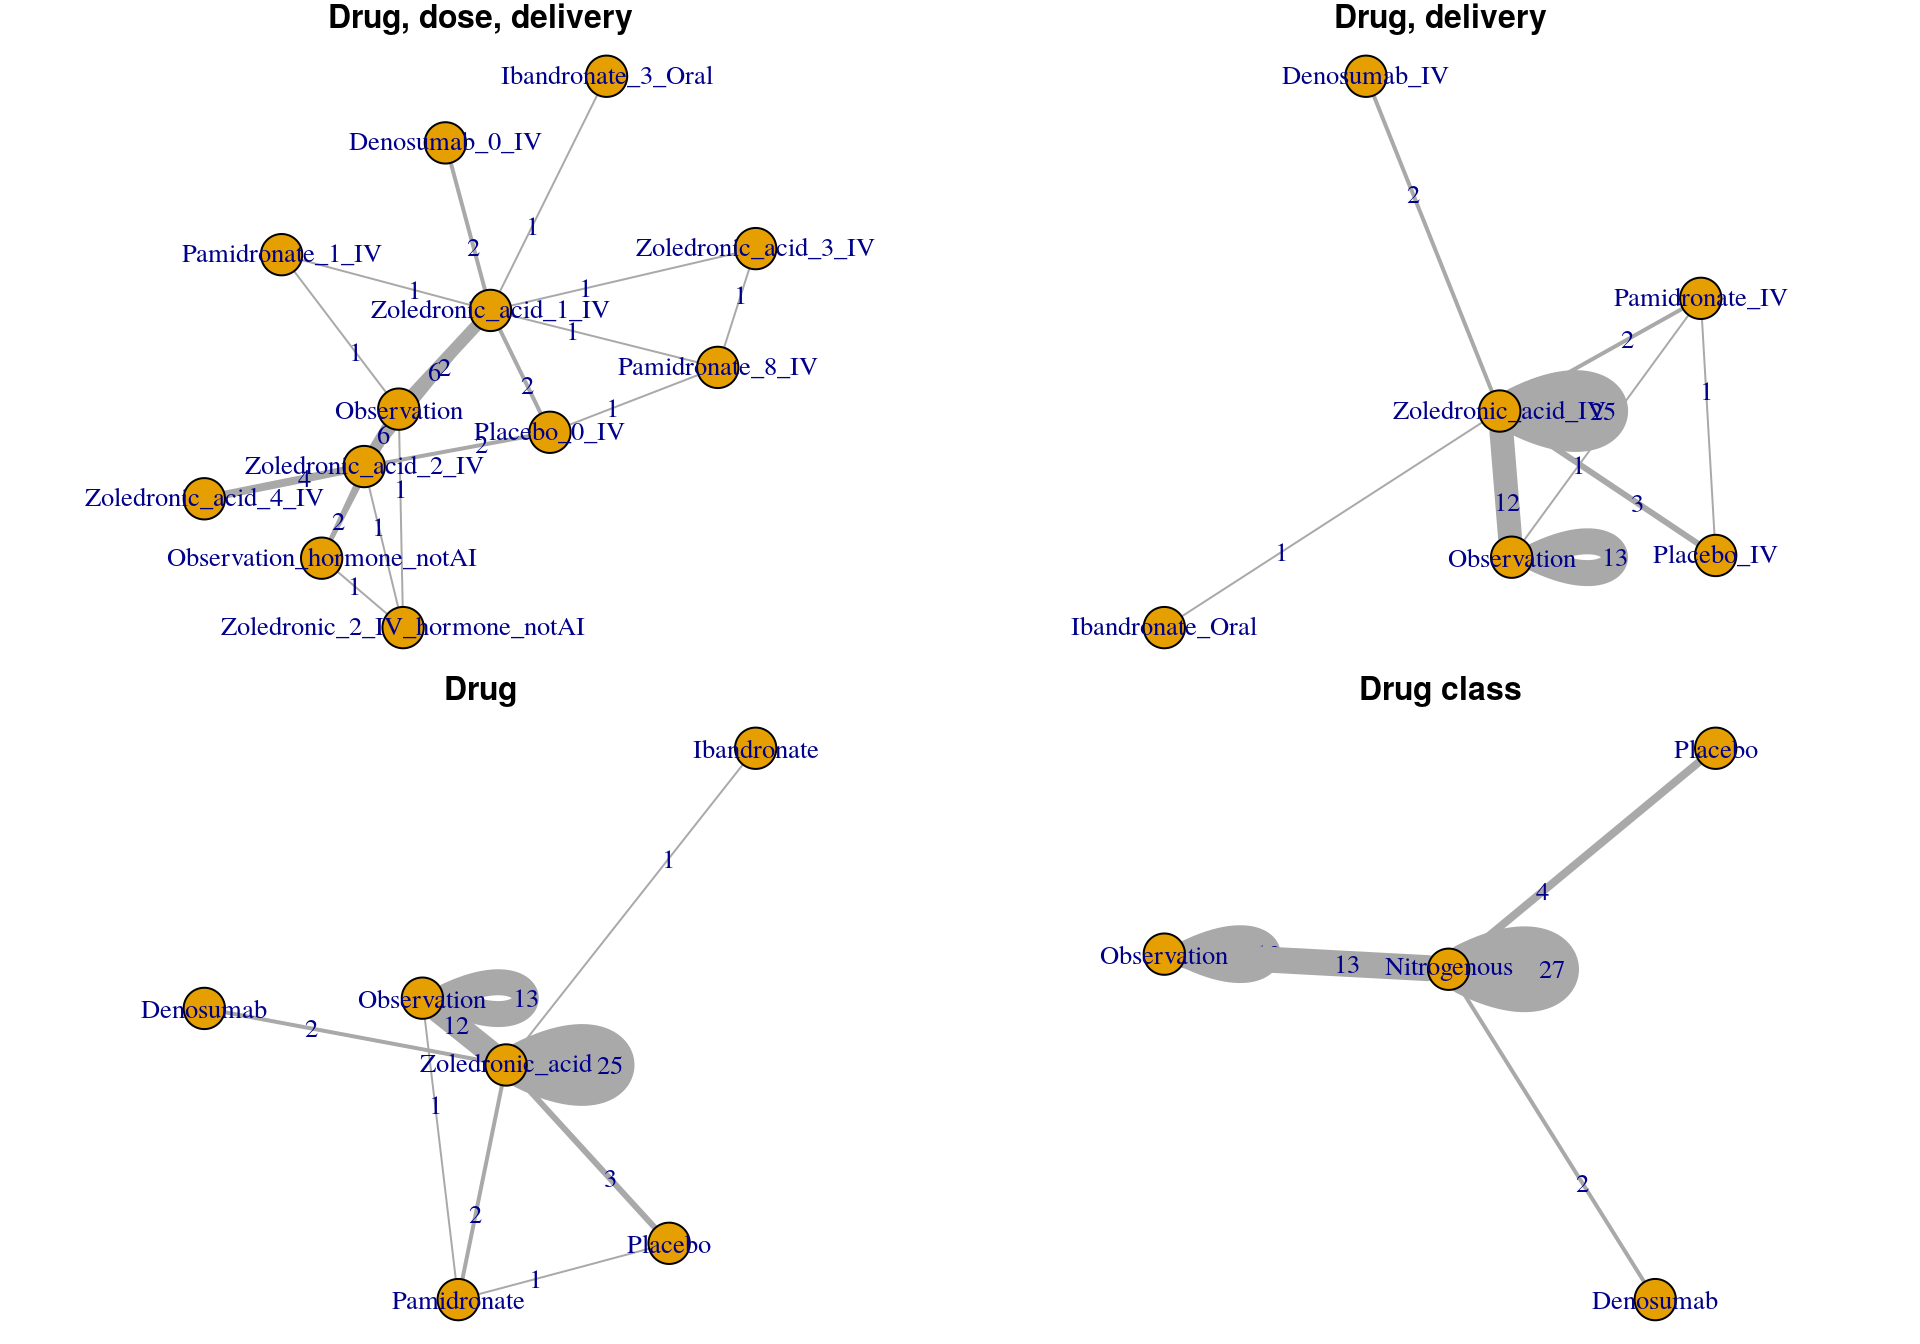 Drug, dose, delivery
Ibandronate_3_Oral
Denosumab_0_IV
1
2
Pamidronate_1_IV
Zoledronic_acid_3_IV
1
1
1
Zoledronic_acid_1_IV
1
1
Pamidronate_8_IV
6
2
2
Observation
1
Placebo_0_IV
6
2
Zoledronic_acid_2_IV
4
1
Zoledronic_acid_4_IV
2
1
Observation_hormone_notAI
1
Zoledronic_2_IV_hormone_notAI
Drug, delivery
Denosumab_IV
2
Pamidronate_IV
2
1
Zoledronic_acid_IV
25
1
12
3
Observation
13
Placebo_IV
1
Ibandronate_Oral
Drug
Ibandronate
1
Denosumab
Observation
13
12
2
Zoledronic_acid
25
1
3
2
Placebo
1
Pamidronate
Drug class
Placebo
4
Observation
13
Nitrogenous
27
2
Denosumab